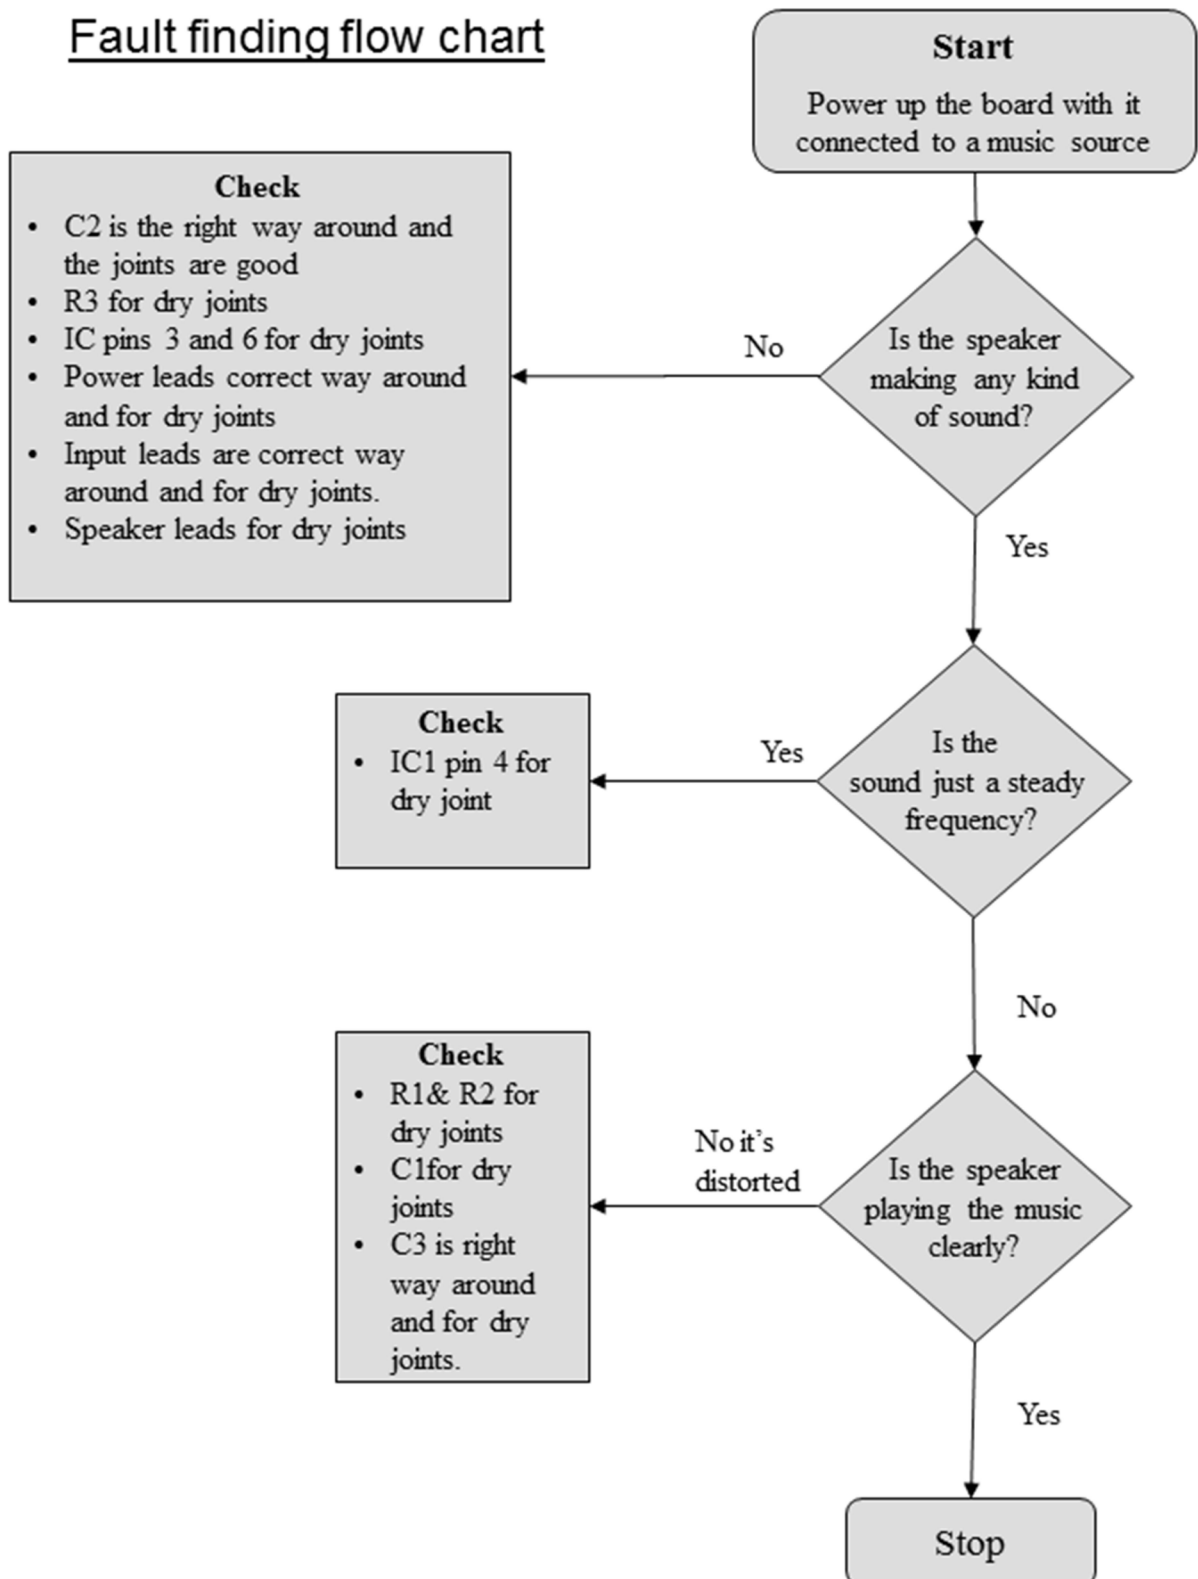 Fault finding flow chart
Start
Power up the board with it
connected to a music source
Check
• C2 is the right way around and
the joints are good
• R3 for dry joints
• IC pins 3 and 6 for dry joints
• Power leads correct way around
and for dry joints
• Input leads are correct way
around and for dry joints.
• Speaker leads for dry joints
No
Is the speaker
making any kind
of sound?
Yes
Check
• IC1 pin 4 for
dry joint
Yes
Is the
sound just a steady
frequency?
No
Check
• R1& R2 for
dry joints
• C1for dry
joints
• C3 is right
way around
and for dry
joints.
No it's
distorted
Is the speaker
playing the music
clearly?
Yes
Stop